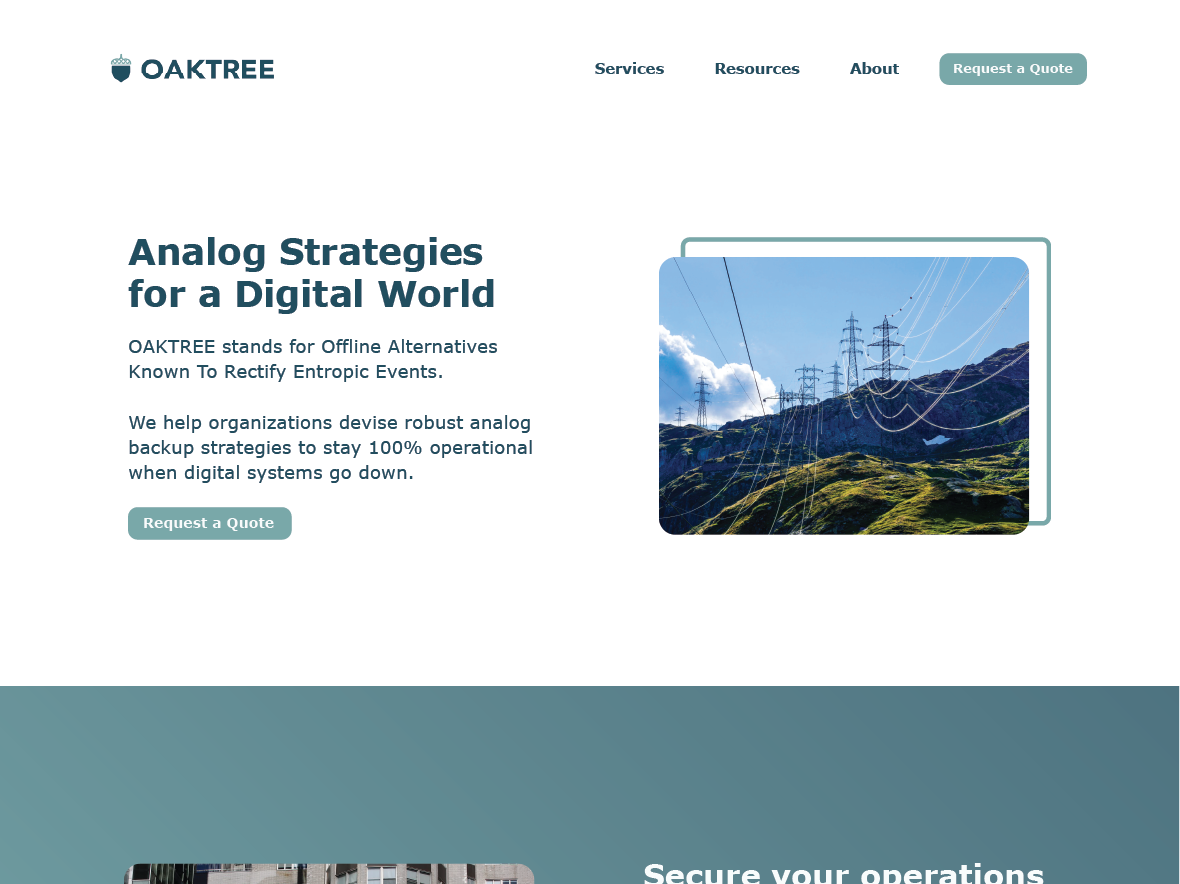 OAKTREE
Services
Resources
About
Request a Quote
Analog Strategies
for a Digital World
OAKTREE stands for Offline Alternatives
Known To Rectify Entropic Events.
We help organizations devise robust analog
backup strategies to stay 100% operational
when digital systems go down.
Request a Quote
Secure your operations